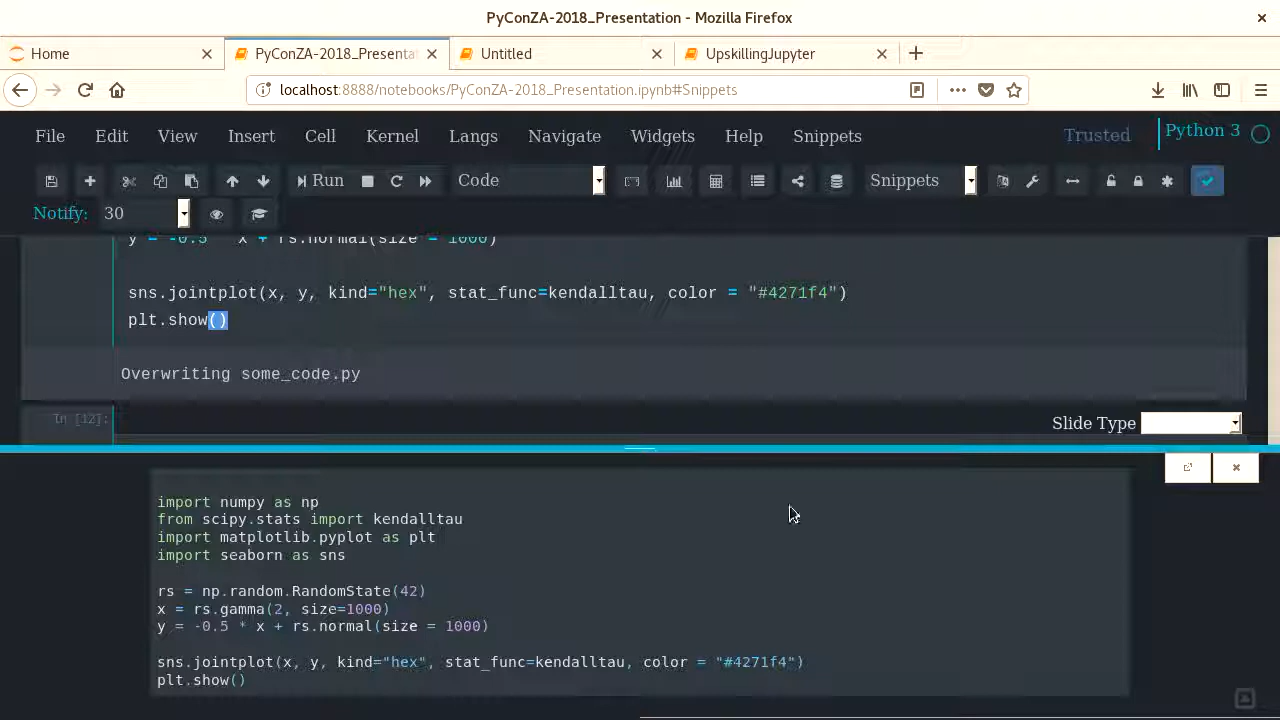 PyConZA-2018_Presentation - Mozilla Firefox
Home
PyConZA-2018_Presentat
Untitled
UpskillingJupyter
localhost:8888/notebooks/PyConZA-2018_Presentation.ipynb#Snippets
File Edit View Insert Cell Kernel Langs Navigate Widgets Help Snippets
Trusted Python 3
Run Code Snippets
Notify: 30
y = -0.5 * x + rs.normal(size = 1000)
sns.jointplot(x, y, kind="hex", stat_func=kendalltau, color = "#4271f4")
plt.show()
Overwriting some_code.py
In [12]:
Slide Type
import numpy as np
from scipy.stats import kendalltau
import matplotlib.pyplot as plt
import seaborn as sns
rs = np.random.RandomState(42)
x = rs.gamma(2, size=1000)
y = -0.5 * x + rs.normal(size = 1000)
sns.jointplot(x, y, kind="hex", stat_func=kendalltau, color = "#4271f4")
plt.show()